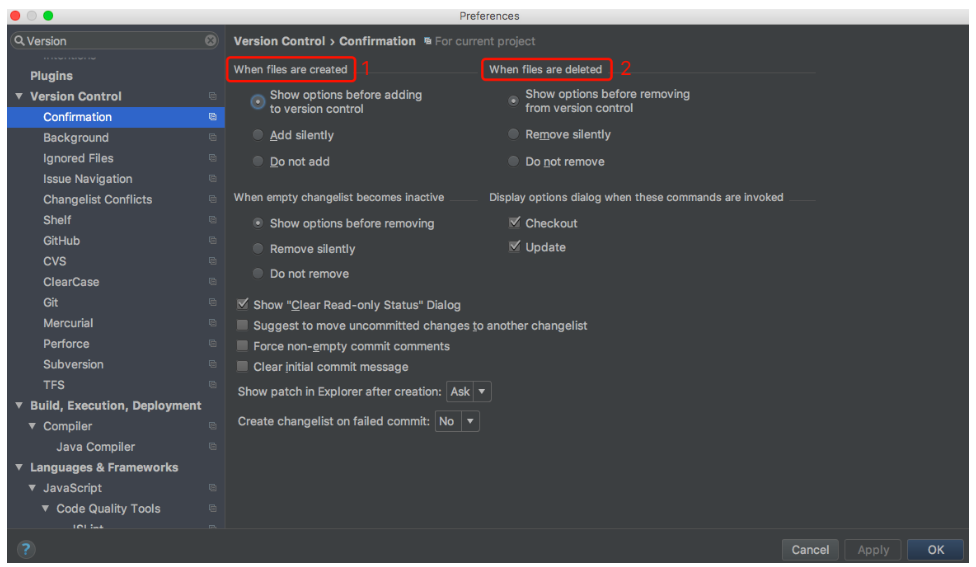 Preferences
Version
Version Control › Confirmation For current project
Plugins
Version Control
Confirmation
Background
Ignored Files
Issue Navigation
Changelist Conflicts
Shelf
GitHub
CVS
ClearCase
Git
Mercurial
Perforce
Subversion
TFS
Build, Execution, Deployment
Compiler
Java Compiler
Languages & Frameworks
JavaScript
Code Quality Tools
When files are created 1
Show options before adding
to version control
Add silently
Do not add
When files are deleted 2
Show options before removing
from version control
Remove silently
Do not remove
When empty changelist becomes inactive
Show options before removing
Remove silently
Do not remove
Display options dialog when these commands are invoked
Checkout
Update
Show "Clear Read-only Status" Dialog
Suggest to move uncommitted changes to another changelist
Force non-empty commit comments
Clear initial commit message
Show patch in Explorer after creation: Ask
Create changelist on failed commit: No
?
Cancel
Apply
OK